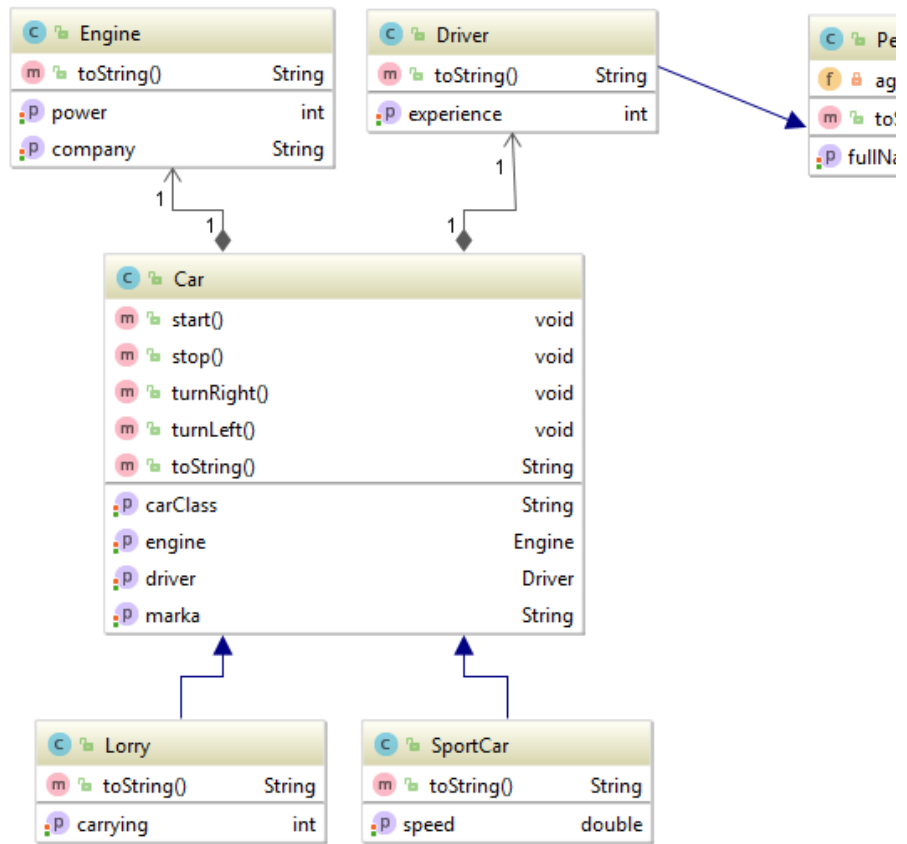 Engine
toString() String
power int
company String
Driver
toString() String
experience int
1
1
1
1
Car
start() void
stop() void
turnRight() void
turnLeft() void
toString() String
carClass String
engine Engine
driver Driver
marka String
Lorry
toString() String
carrying int
SportCar
toString() String
speed double